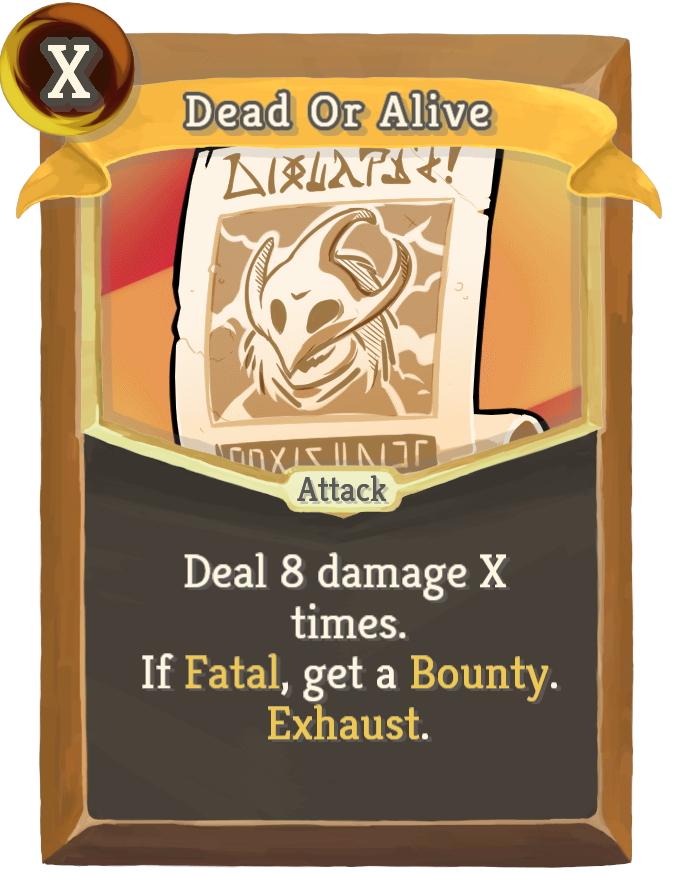 X
Dead Or Alive
Attack
Deal 8 damage X
times.
If Fatal, get a Bounty.
Exhaust.